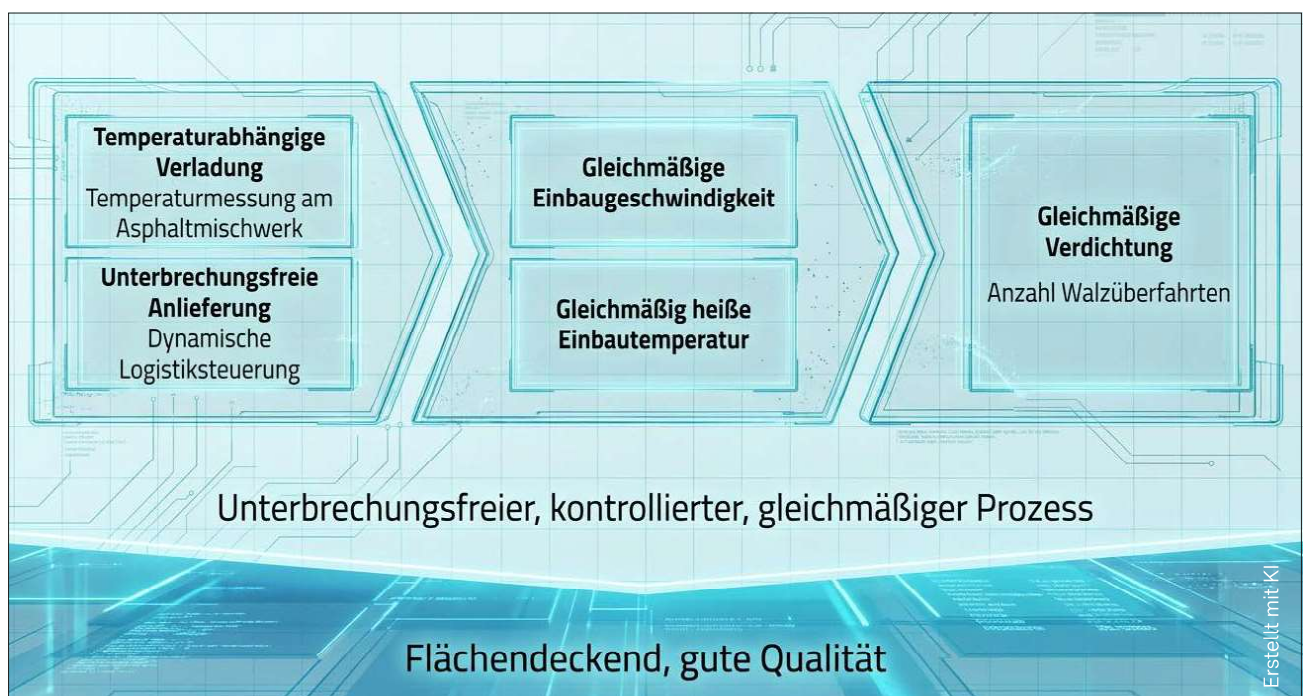 Temperaturabhängige
Verladung
Temperaturmessung am
Asphaltmischwerk
Unterbrechungsfreie
Anlieferung
Dynamische
Logistiksteuerung
Gleichmäßige
Einbaugeschwindigkeit
Gleichmäßig heiße
Einbautemperatur
Gleichmäßige
Verdichtung
Anzahl Walzüberfahrten
Unterbrechungsfreier, kontrollierter, gleichmäßiger Prozess
Flächendeckend, gute Qualität
Erstellt mit KI